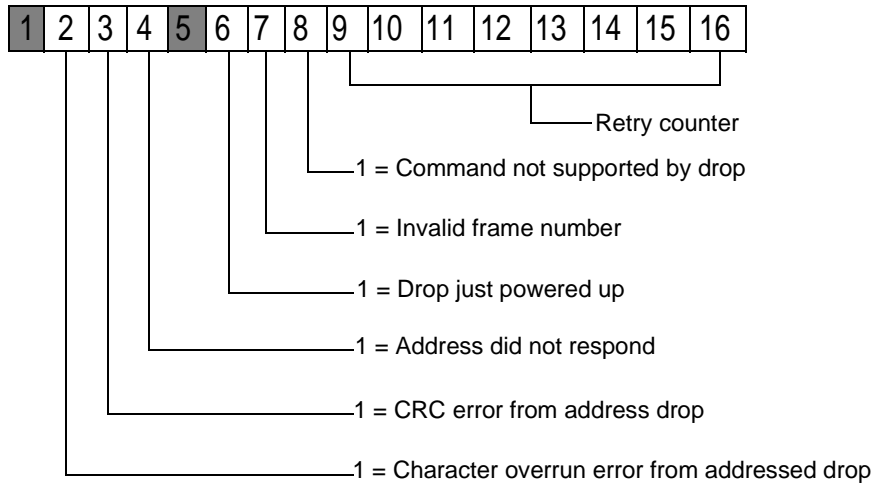 1 2 3 4 5 6 7 8 9 10 11 12 13 14 15 16
Retry counter
1 = Command not supported by drop
1 = Invalid frame number
1 = Drop just powered up
1 = Address did not respond
1 = CRC error from address drop
1 = Character overrun error from addressed drop